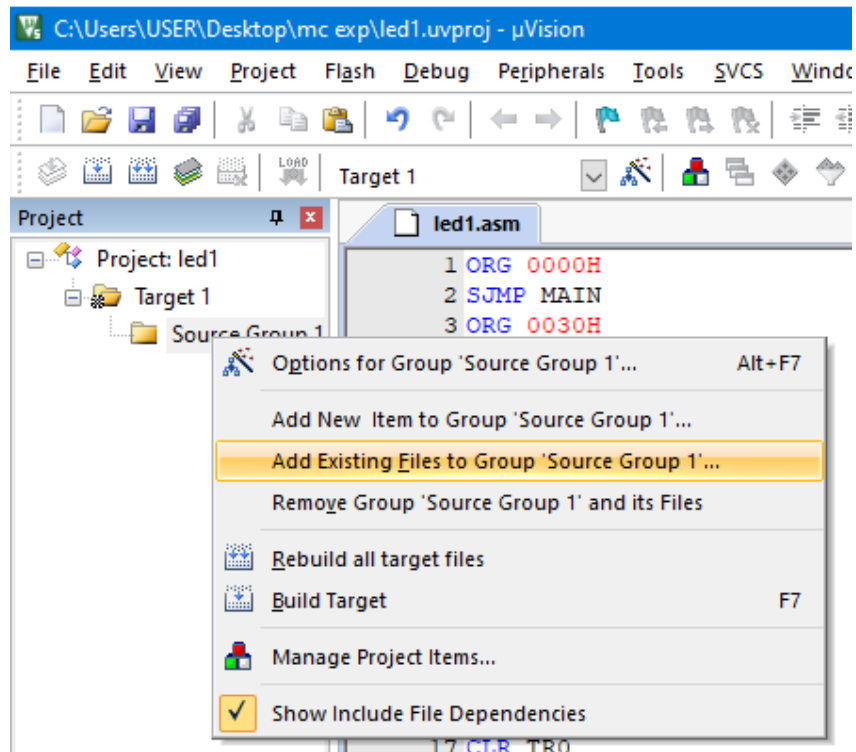 C:\Users\USER\Desktop\mc exp\led1.uvproj - µVision
File Edit View Project Flash Debug Peripherals Tools SVCS Windo
LOAD
Target 1
Project
led1.asm
Project: led1
Target 1
Source Group 1
1 ORG 0000H
2 SJMP MAIN
3 ORG 0030H
Options for Group 'Source Group 1'... Alt+F7
Add New Item to Group 'Source Group 1'...
Add Existing Files to Group 'Source Group 1'...
Remove Group 'Source Group 1' and its Files
Rebuild all target files
Build Target F7
Manage Project Items...
Show Include File Dependencies
17 CLR TR0